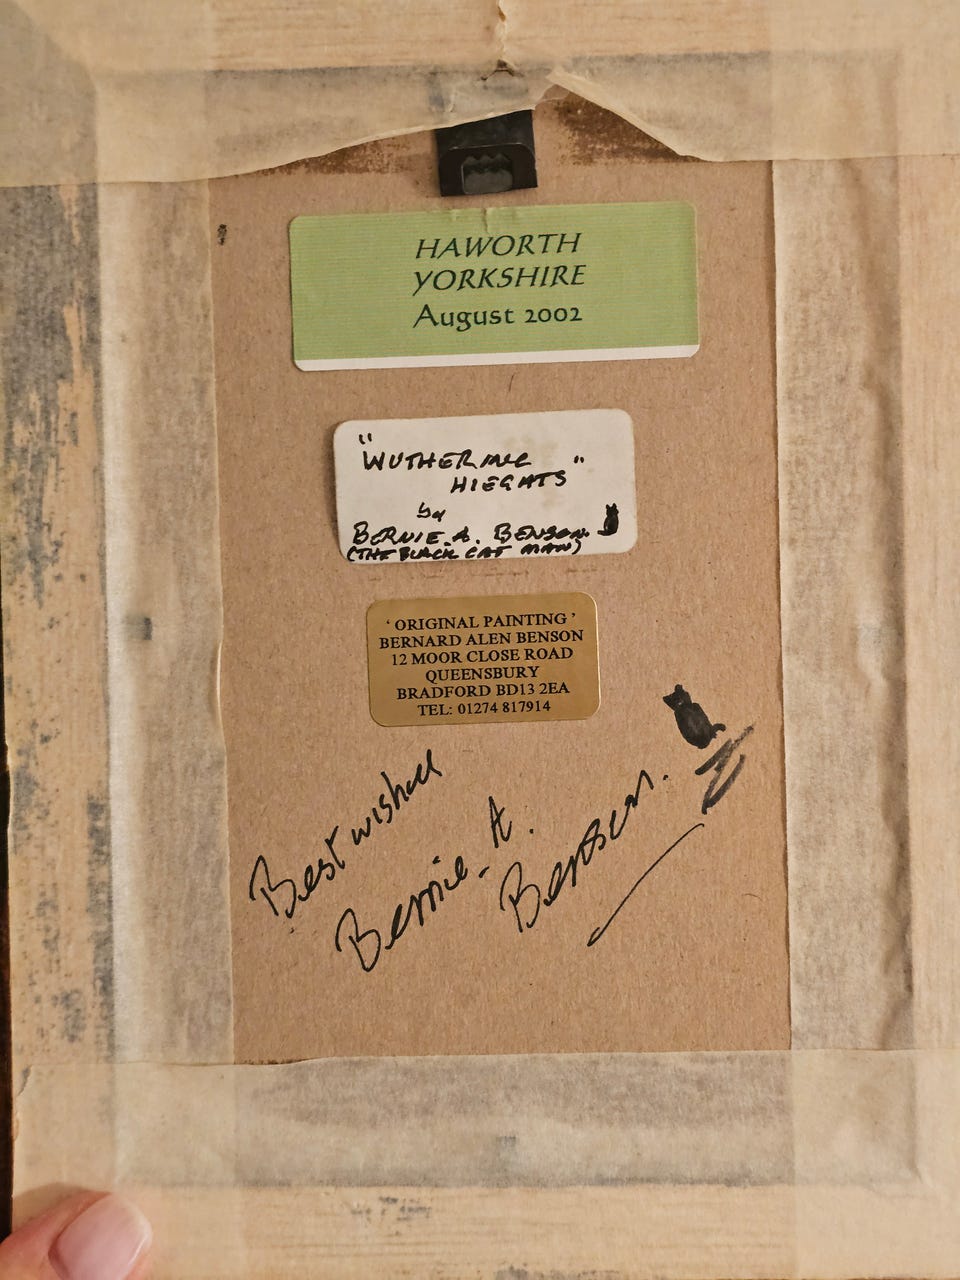 HAWORTH
YORKSHIRE
August 2002
"WUTHERING
HIEGHTS"
by
BERNIE. A. BENSON.
(THE BLACK CAT MAN)
' ORIGINAL PAINTING '
BERNARD ALEN BENSON
12 MOOR CLOSE ROAD
QUEENSBURY
BRADFORD BD13 2EA
TEL: 01274 817914
Best wishes
Bernie. A.
Benson.